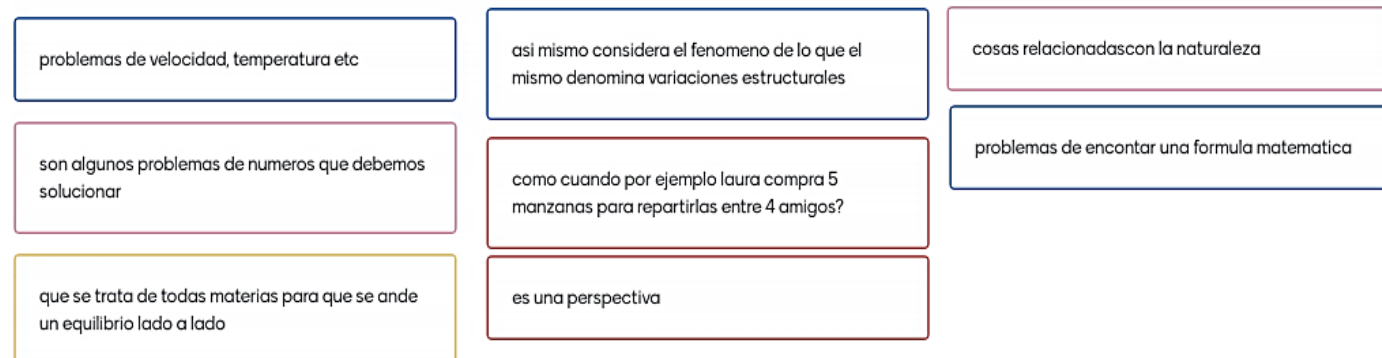 problemas de velocidad, temperatura etc
son algunos problemas de numeros que debemos
solucionar
que se trata de todas materias para que se ande
un equilibrio lado a lado
asi mismo considera el fenomeno de lo que el
mismo denomina variaciones estructurales
como cuando por ejemplo laura compra 5
manzanas para repartirlas entre 4 amigos?
es una perspectiva
cosas relacionadascon la naturaleza
problemas de encontar una formula matematica